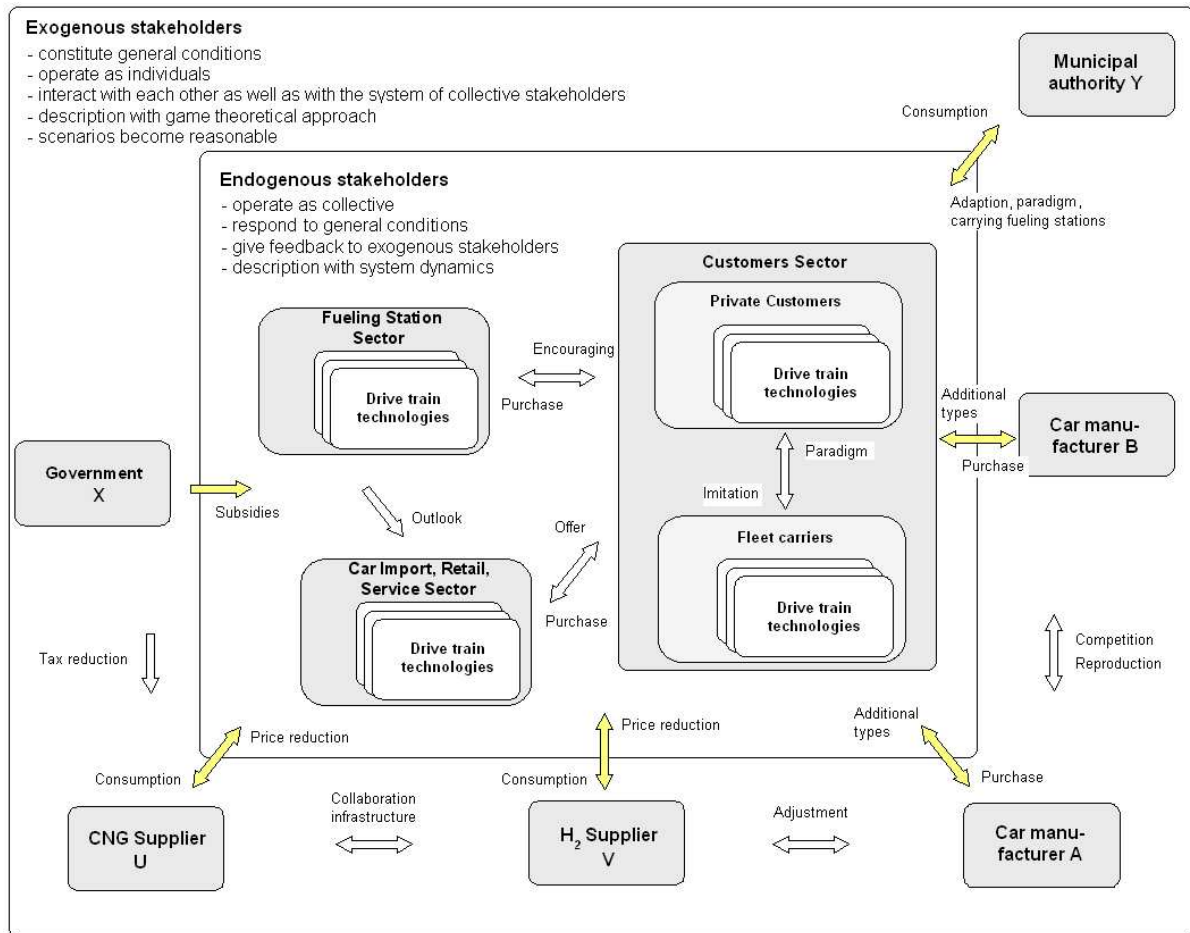 Exogenous stakeholders
- constitute general conditions
- operate as individuals
- interact with each other as well as with the system of collective stakeholders
- description with game theoretical approach
- scenarios become reasonable
Municipal
authority Y
Consumption
Adaption, paradigm,
carrying fueling stations
Endogenous stakeholders
- operate as collective
- respond to general conditions
- give feedback to exogenous stakeholders
- description with system dynamics
Customers Sector
Private Customers
Drive train
technologies
Fueling Station
Sector
Drive train
technologies
Encouraging
Purchase
Additional
types
Purchase
Car manu-
facturer B
Government
X
Subsidies
Paradigm
Imitation
Outlook
Offer
Purchase
Fleet carriers
Drive train
technologies
Car Import, Retail,
Service Sector
Drive train
technologies
Tax reduction
Competition
Reproduction
Price reduction
Consumption
Price reduction
Consumption
Additional
types
Purchase
CNG Supplier
U
Collaboration
infrastructure
H2 Supplier
V
Adjustment
Car manu-
facturer A